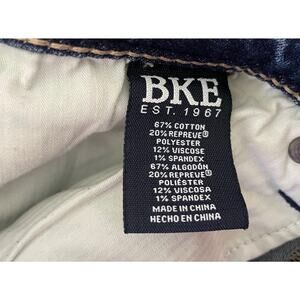 BKE
EST. 1967
67% COTTON
20% REPREVE®
POLYESTER
12% VISCOSE
1% SPANDEX
67% ALGODÓN
20% REPREVE®
POLIÉSTER
12% VISCOSA
1% SPANDEX
MADE IN CHINA
HECHO EN CHINA